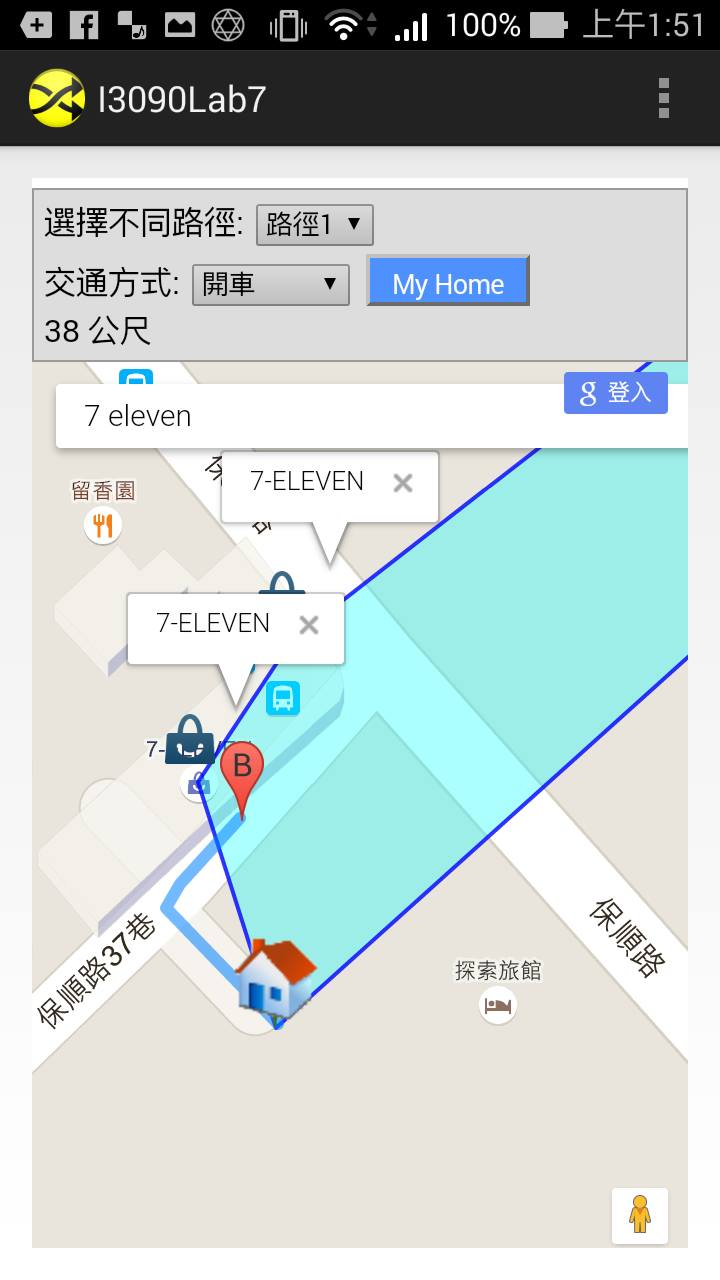 100% 上午1:51
I3090Lab7
選擇不同路徑: 路徑1
交通方式: 開車 My Home
38 公尺
7 eleven
g 登入
7-ELEVEN
留香園
7-ELEVEN
B
保順路37巷
保順路
探索旅館